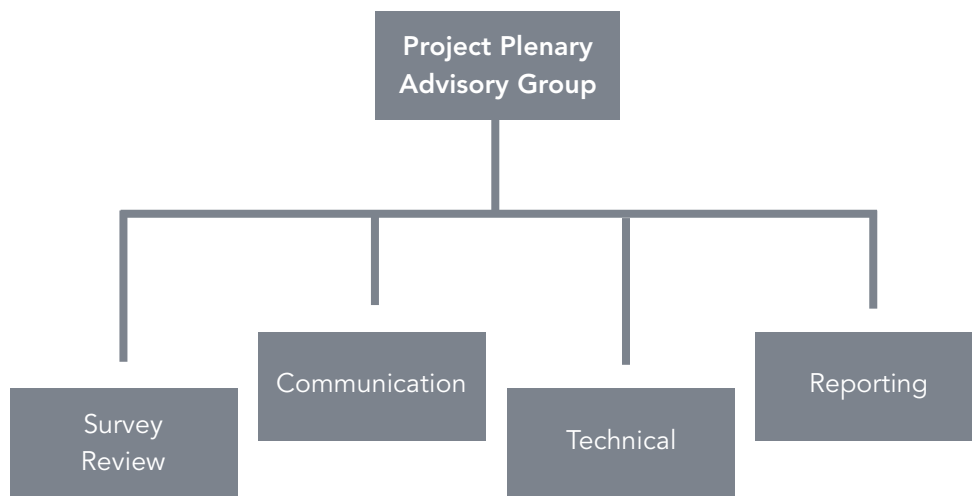 Project Plenary
Advisory Group
Survey
Review
Communication
Technical
Reporting